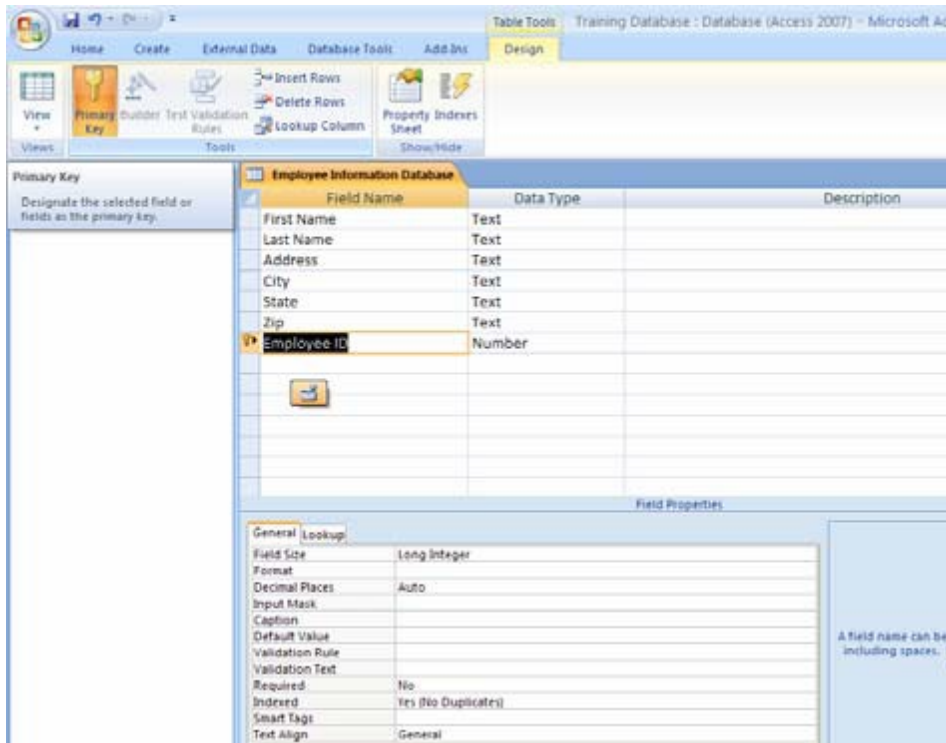 Table Tools Training Database : Database (Access 2007) - Microsoft Ac
Home Create External Data Database Tools Add-Ins Design
View
Primary Key
Builder
Test Validation Rules
Insert Rows
Delete Rows
Lookup Column
Property Sheet
Indexes
Views Tools Show/Hide
Primary Key
Designate the selected field or
fields as the primary key.
Employee Information Database
Field Name Data Type Description
First Name Text
Last Name Text
Address Text
City Text
State Text
Zip Text
Employee ID Number
Field Properties
General Lookup
Field Size Long Integer
Format
Decimal Places Auto
Input Mask
Caption
Default Value
Validation Rule
Validation Text
Required No
Indexed Yes (No Duplicates)
Smart Tags
Text Align General
A field name can be
including spaces.